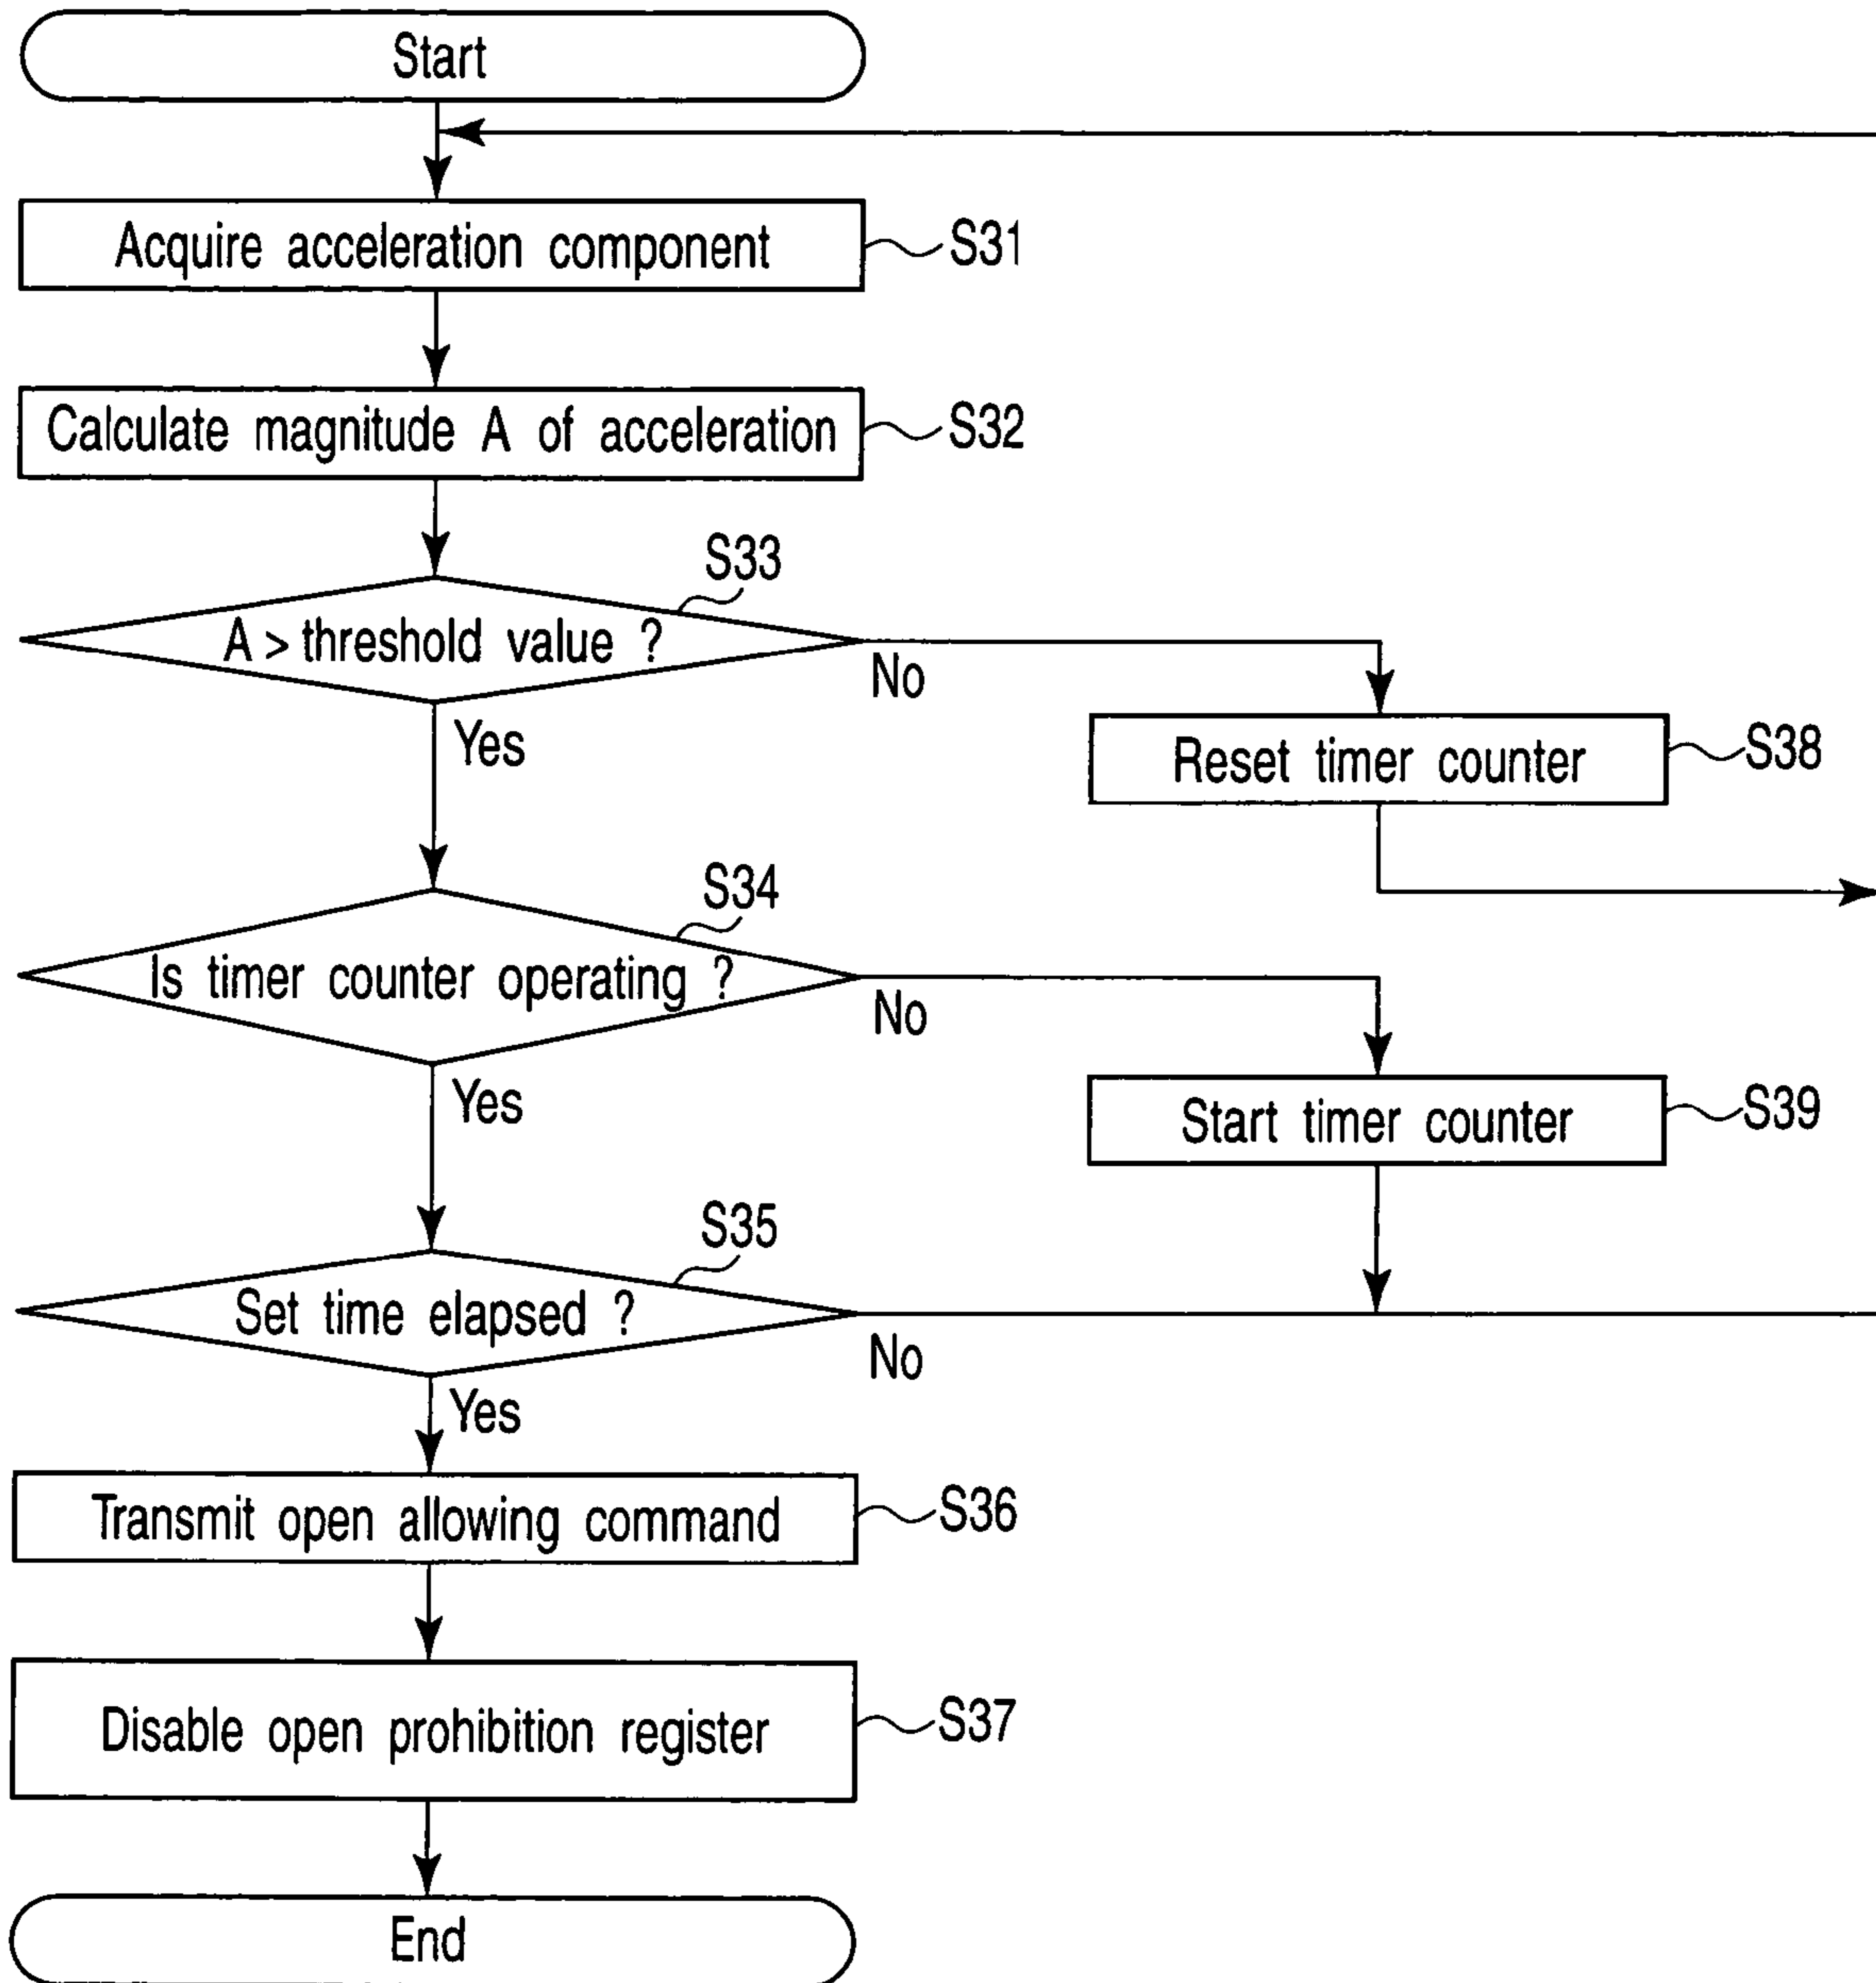 Start
Acquire acceleration component
S31
Calculate magnitude A of acceleration
S32
S33
A > threshold value ?
No
Yes
Reset timer counter
S38
S34
Is timer counter operating ?
No
Yes
Start timer counter
S39
S35
Set time elapsed ?
No
Yes
Transmit open allowing command
S36
Disable open prohibition register
S37
End